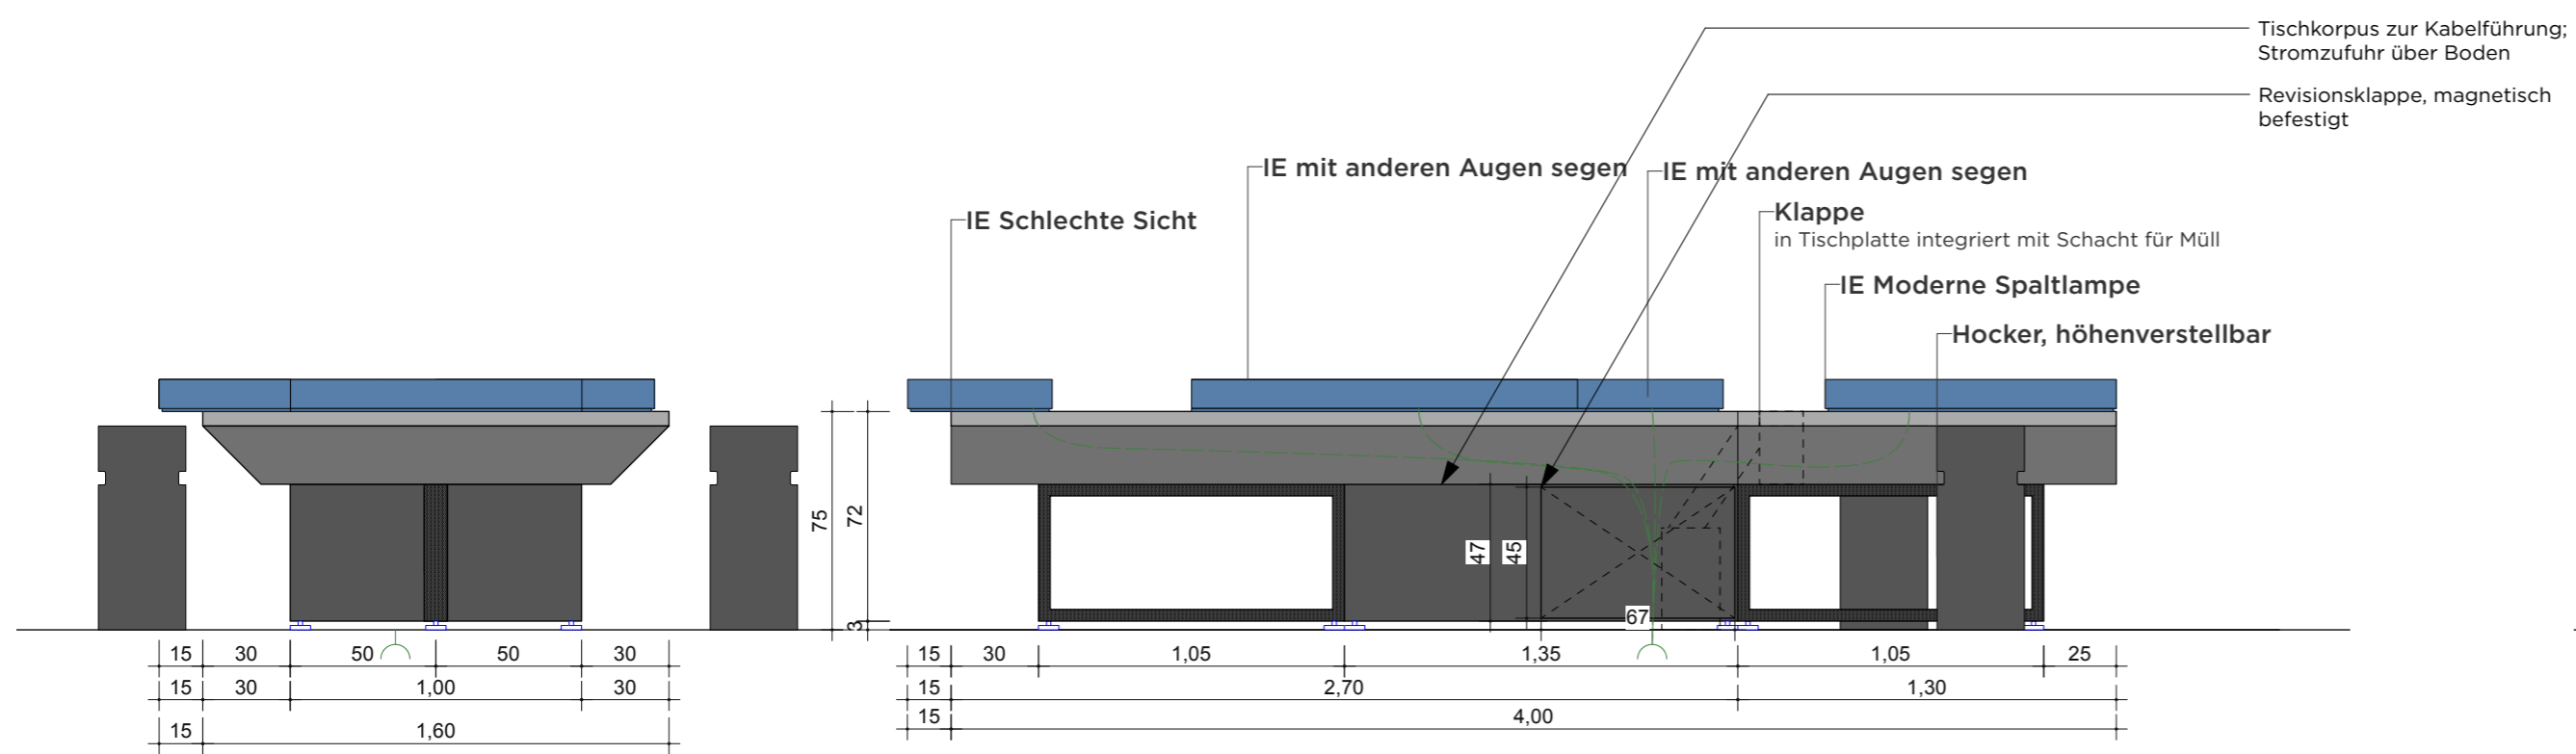 Tischkorpus zur Kabelführung;
Stromzufuhr über Boden
Revisionsklappe, magnetisch
befestigt
IE mit anderen Augen segen
IE mit anderen Augen segen
IE Schlechte Sicht
Klappe
in Tischplatte integriert mit Schacht für Müll
IE Moderne Spaltlampe
Hocker, höhenverstellbar
75
72
3
47
45
67
15 30 50 50 30
15 30 1,00 30
15 1,60
15 30 1,05 1,35 1,05 25
15 2,70 1,30
15 4,00